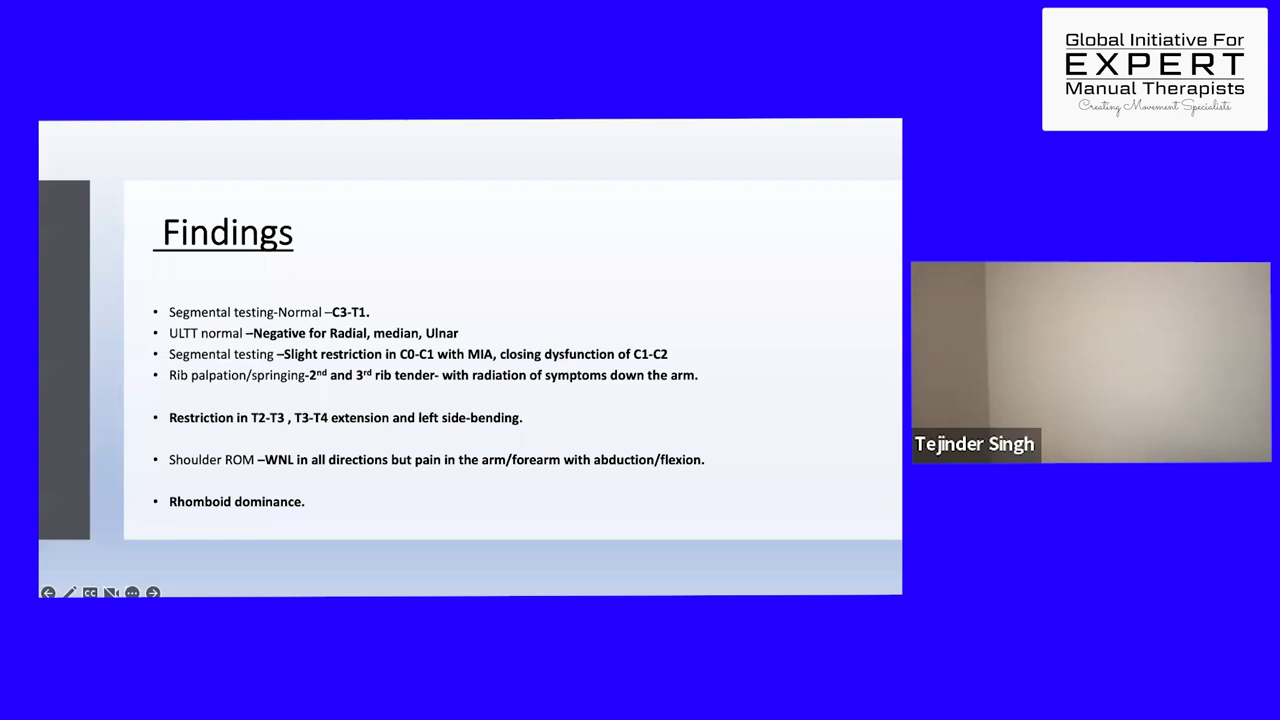 Global Initiative For
EXPERT
Manual Therapists
Creating Movement Specialists
Findings
• Segmental testing-Normal –C3-T1.
• ULTT normal –Negative for Radial, median, Ulnar
• Segmental testing –Slight restriction in C0-C1 with MIA, closing dysfunction of C1-C2
• Rib palpation/springing-2nd and 3rd rib tender- with radiation of symptoms down the arm.
• Restriction in T2-T3 , T3-T4 extension and left side-bending.
• Shoulder ROM –WNL in all directions but pain in the arm/forearm with abduction/flexion.
• Rhomboid dominance.
CC
Tejinder Singh